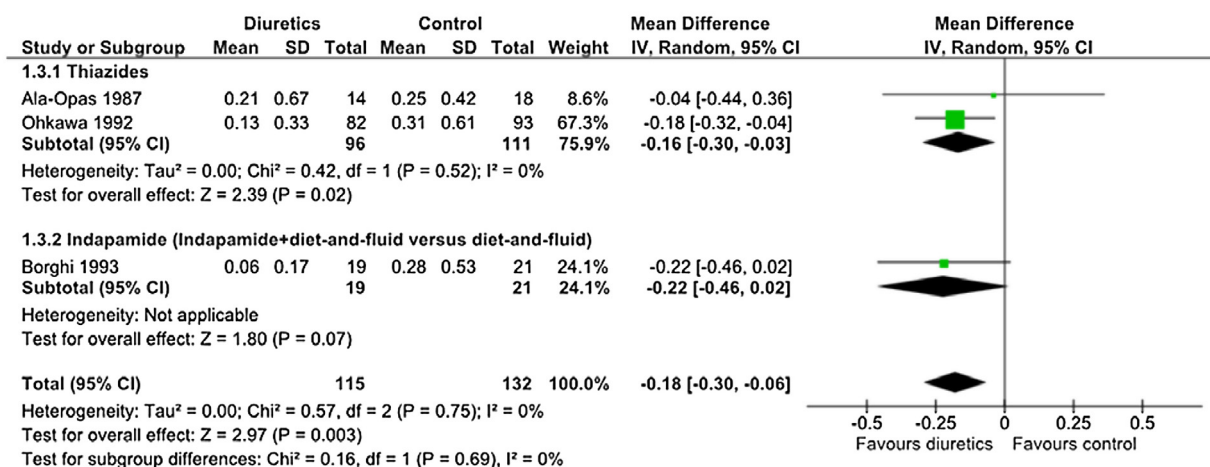 Diuretics Control Mean Difference Mean Difference
Study or Subgroup Mean SD Total Mean SD Total Weight IV, Random, 95% CI IV, Random, 95% CI
1.3.1 Thiazides
Ala-Opas 1987 0.21 0.67 14 0.25 0.42 18 8.6% -0.04 [-0.44, 0.36]
Ohkawa 1992 0.13 0.33 82 0.31 0.61 93 67.3% -0.18 [-0.32, -0.04]
Subtotal (95% CI) 96 111 75.9% -0.16 [-0.30, -0.03]
Heterogeneity: Tau² = 0.00; Chi² = 0.42, df = 1 (P = 0.52); I² = 0%
Test for overall effect: Z = 2.39 (P = 0.02)
1.3.2 Indapamide (Indapamide+diet-and-fluid versus diet-and-fluid)
Borghi 1993 0.06 0.17 19 0.28 0.53 21 24.1% -0.22 [-0.46, 0.02]
Subtotal (95% CI) 19 21 24.1% -0.22 [-0.46, 0.02]
Heterogeneity: Not applicable
Test for overall effect: Z = 1.80 (P = 0.07)
Total (95% CI) 115 132 100.0% -0.18 [-0.30, -0.06]
Heterogeneity: Tau² = 0.00; Chi² = 0.57, df = 2 (P = 0.75); I² = 0%
Test for overall effect: Z = 2.97 (P = 0.003)
Test for subgroup differences: Chi² = 0.16, df = 1 (P = 0.69), I² = 0%
-0.5 -0.25 0 0.25 0.5
Favours diuretics Favours control